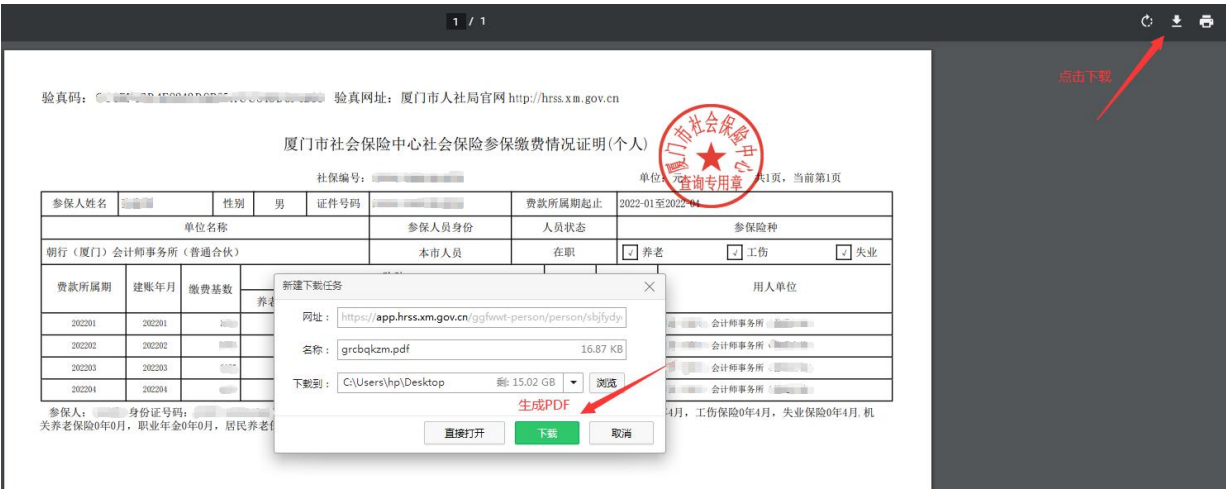 1 / 1
点击下载
验真码： 验真网址：厦门市人社局官网 http://hrss.xm.gov.cn
厦门市社会保险中心社会保险参保缴费情况证明(个人)
厦门市社会保险中心
查询专用章
社保编号： 单位：元 共1页，当前第1页
参保人姓名 性别 男 证件号码 费款所属期起止 2022-01至2022-04
单位名称 参保人员身份 人员状态 参保险种
朝行（厦门）会计师事务所（普通合伙） 本市人员 在职 √ 养老 √ 工伤 √ 失业
费款所属期 建账年月 缴费基数 养老 用人单位
202201 202201 会计师事务所
202202 202202 会计师事务所
202203 202203 会计师事务所
202204 202204 会计师事务所
参保人： 身份证号码： 4月，工伤保险0年4月，失业保险0年4月,机
关养老保险0年0月，职业年金0年0月，居民养老
新建下载任务
网址： https://app.hrss.xm.gov.cn/ggfwwt-person/person/sbjfydy
名称： grcbqkzm.pdf 16.87 KB
下载到： C:\Users\hp\Desktop 剩: 15.02 GB 浏览
生成PDF
直接打开 下载 取消